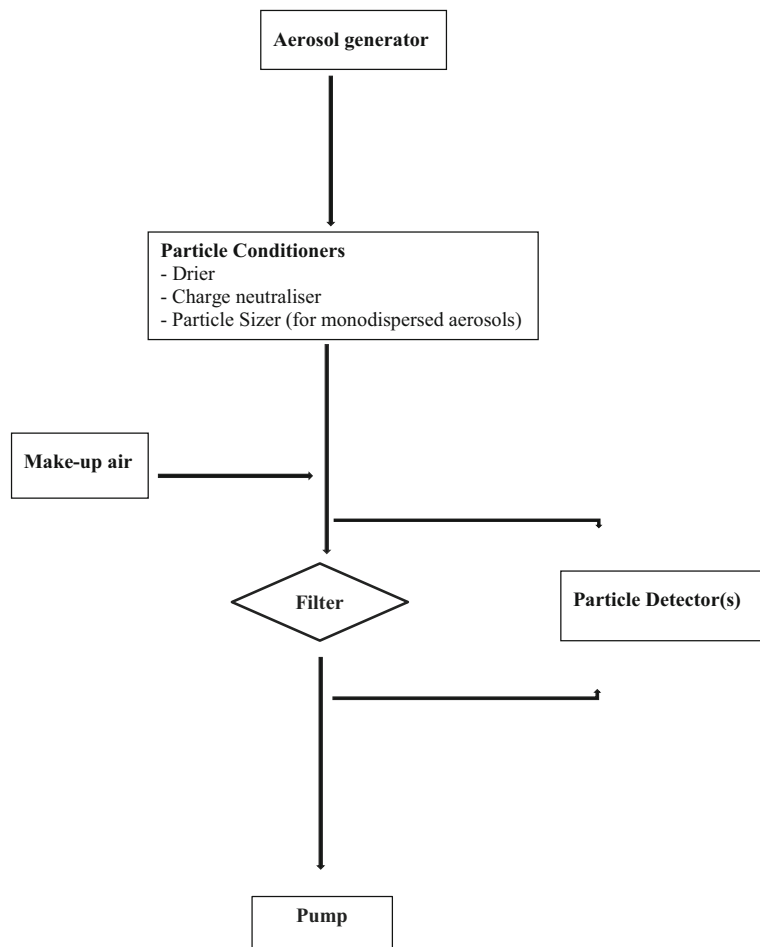 Aerosol generator
Particle Conditioners
- Drier
- Charge neutraliser
- Particle Sizer (for monodispersed aerosols)
Make-up air
Filter
Particle Detector(s)
Pump